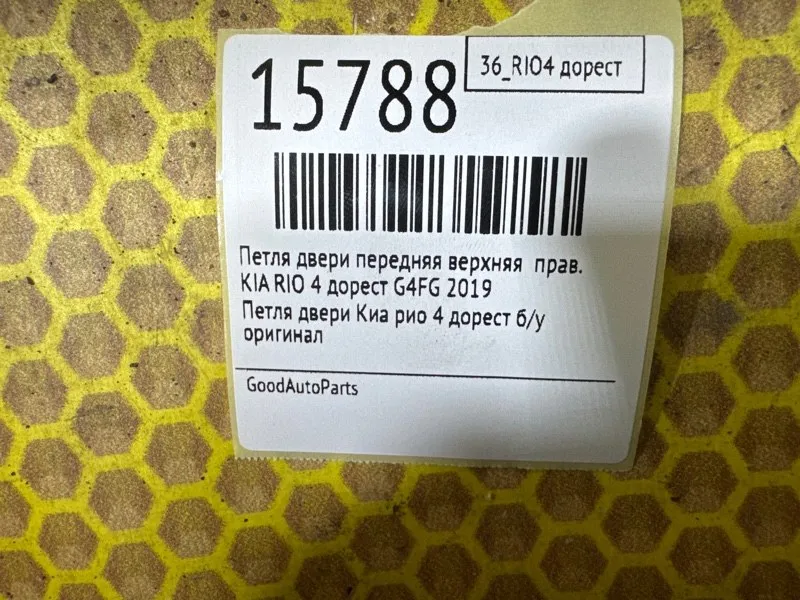 15788
36_RIO4 дорест
Петля двери передняя верхняя прав.
KIA RIO 4 дорест G4FG 2019
Петля двери Киа рио 4 дорест б/у
оригинал
GoodAutoParts